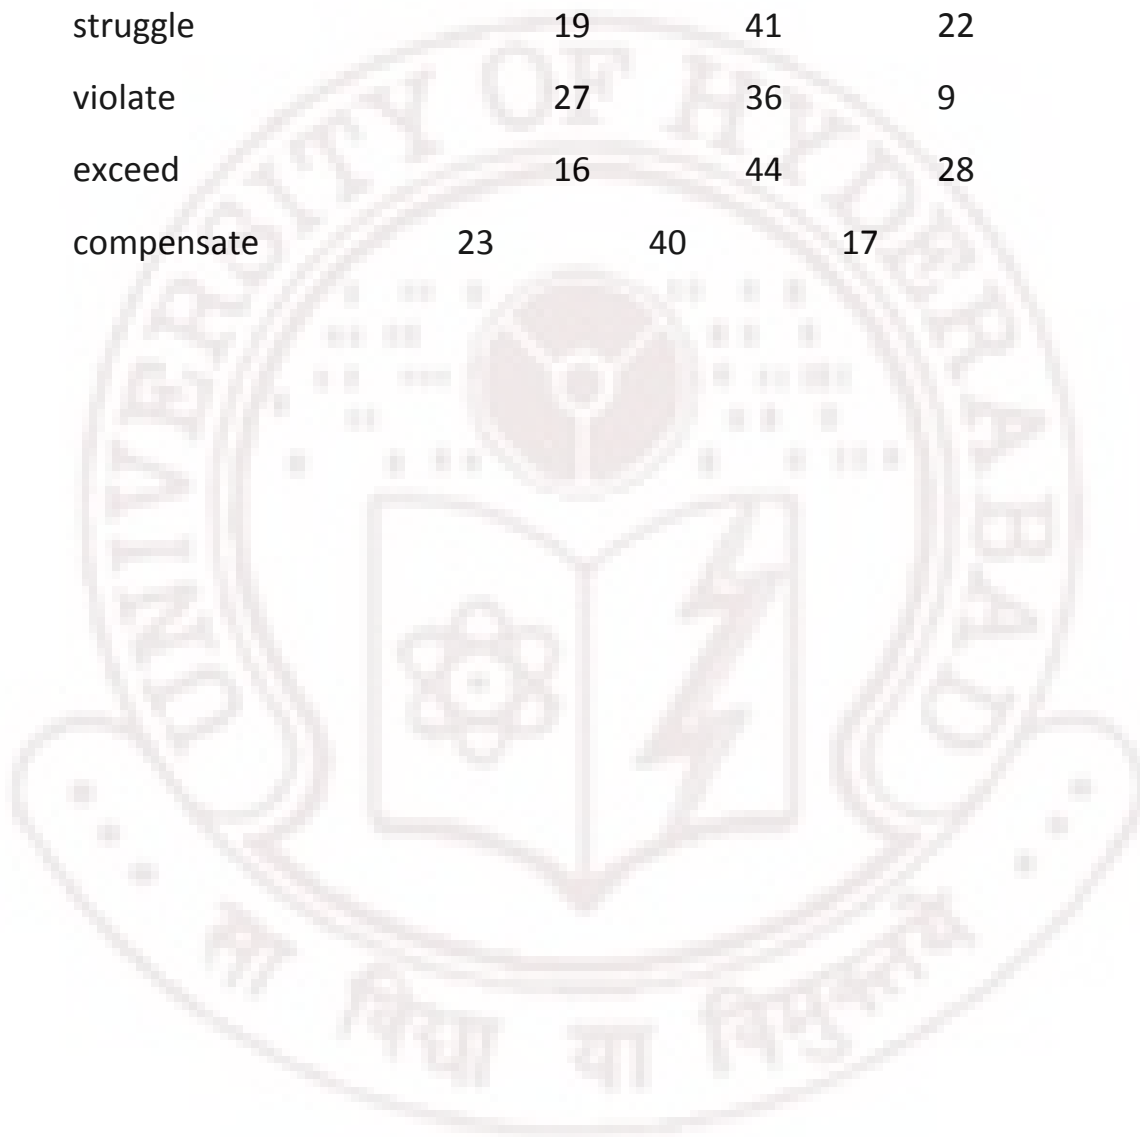 struggle 19 41 22
violate 27 36 9
exceed 16 44 28
compensate 23 40 17
UNIVERSITY OF HYDERABAD
सा विद्या या विमुक्तये